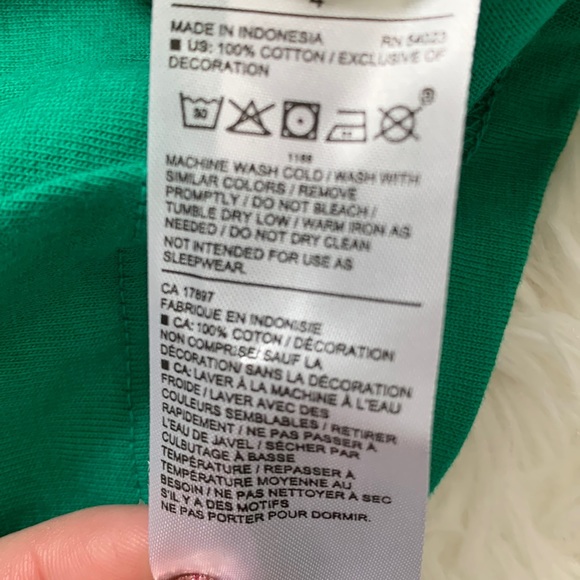 MADE IN INDONESIA RN 54023
■ US: 100% COTTON / EXCLUSIVE OF
DECORATION
30
1188
MACHINE WASH COLD / WASH WITH
SIMILAR COLORS / REMOVE
PROMPTLY / DO NOT BLEACH /
TUMBLE DRY LOW / WARM IRON AS
NEEDED / DO NOT DRY CLEAN
NOT INTENDED FOR USE AS
SLEEPWEAR.
CA 17897
FABRIQUE EN INDONISIE
■ CA: 100% COTON / DÉCORATION
NON COMPRISE/ SAUF LA
DÉCORATION/ SANS LA DÉCORATION
■ CA: LAVER À LA MACHINE À L'EAU
FROIDE / LAVER AVEC DES
COULEURS SEMBLABLES / RETIRER
RAPIDEMENT / NE PAS PASSER À
L'EAU DE JAVEL / SÉCHER PAR
CULBUTAGE À BASSE
TEMPÉRATURE / REPASSER À
TEMPÉRATURE MOYENNE AU
BESOIN / NE PAS NETTOYER À SEC
S'IL Y A DES MOTIFS
NE PAS PORTER POUR DORMIR.